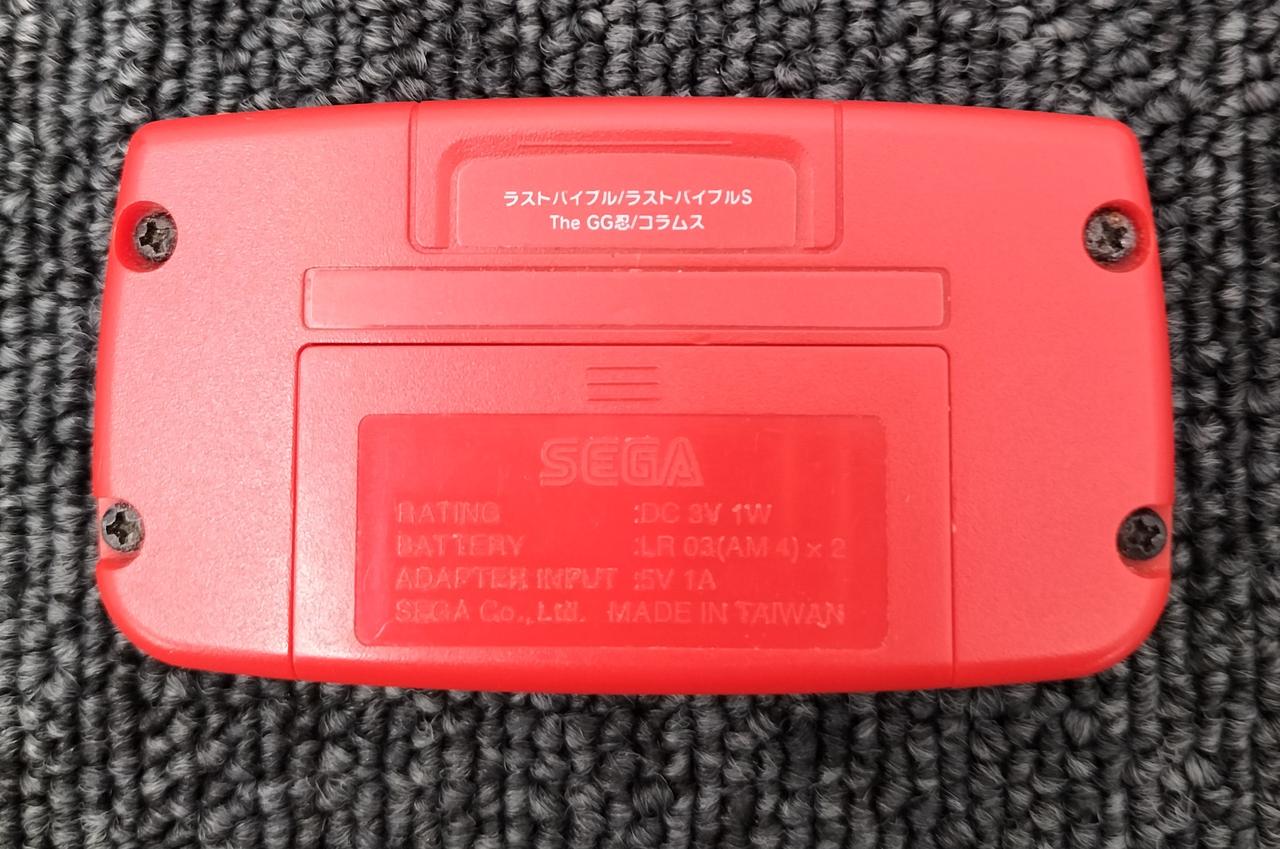 ラストバイブル/ラストバイブルS
The GG忍/コラムス
SEGA
RATING :DC 3V 1W
BATTERY :LR 03(AM 4) × 2
ADAPTER INPUT :5V 1A
SEGA Co., Ltd. MADE IN TAIWAN